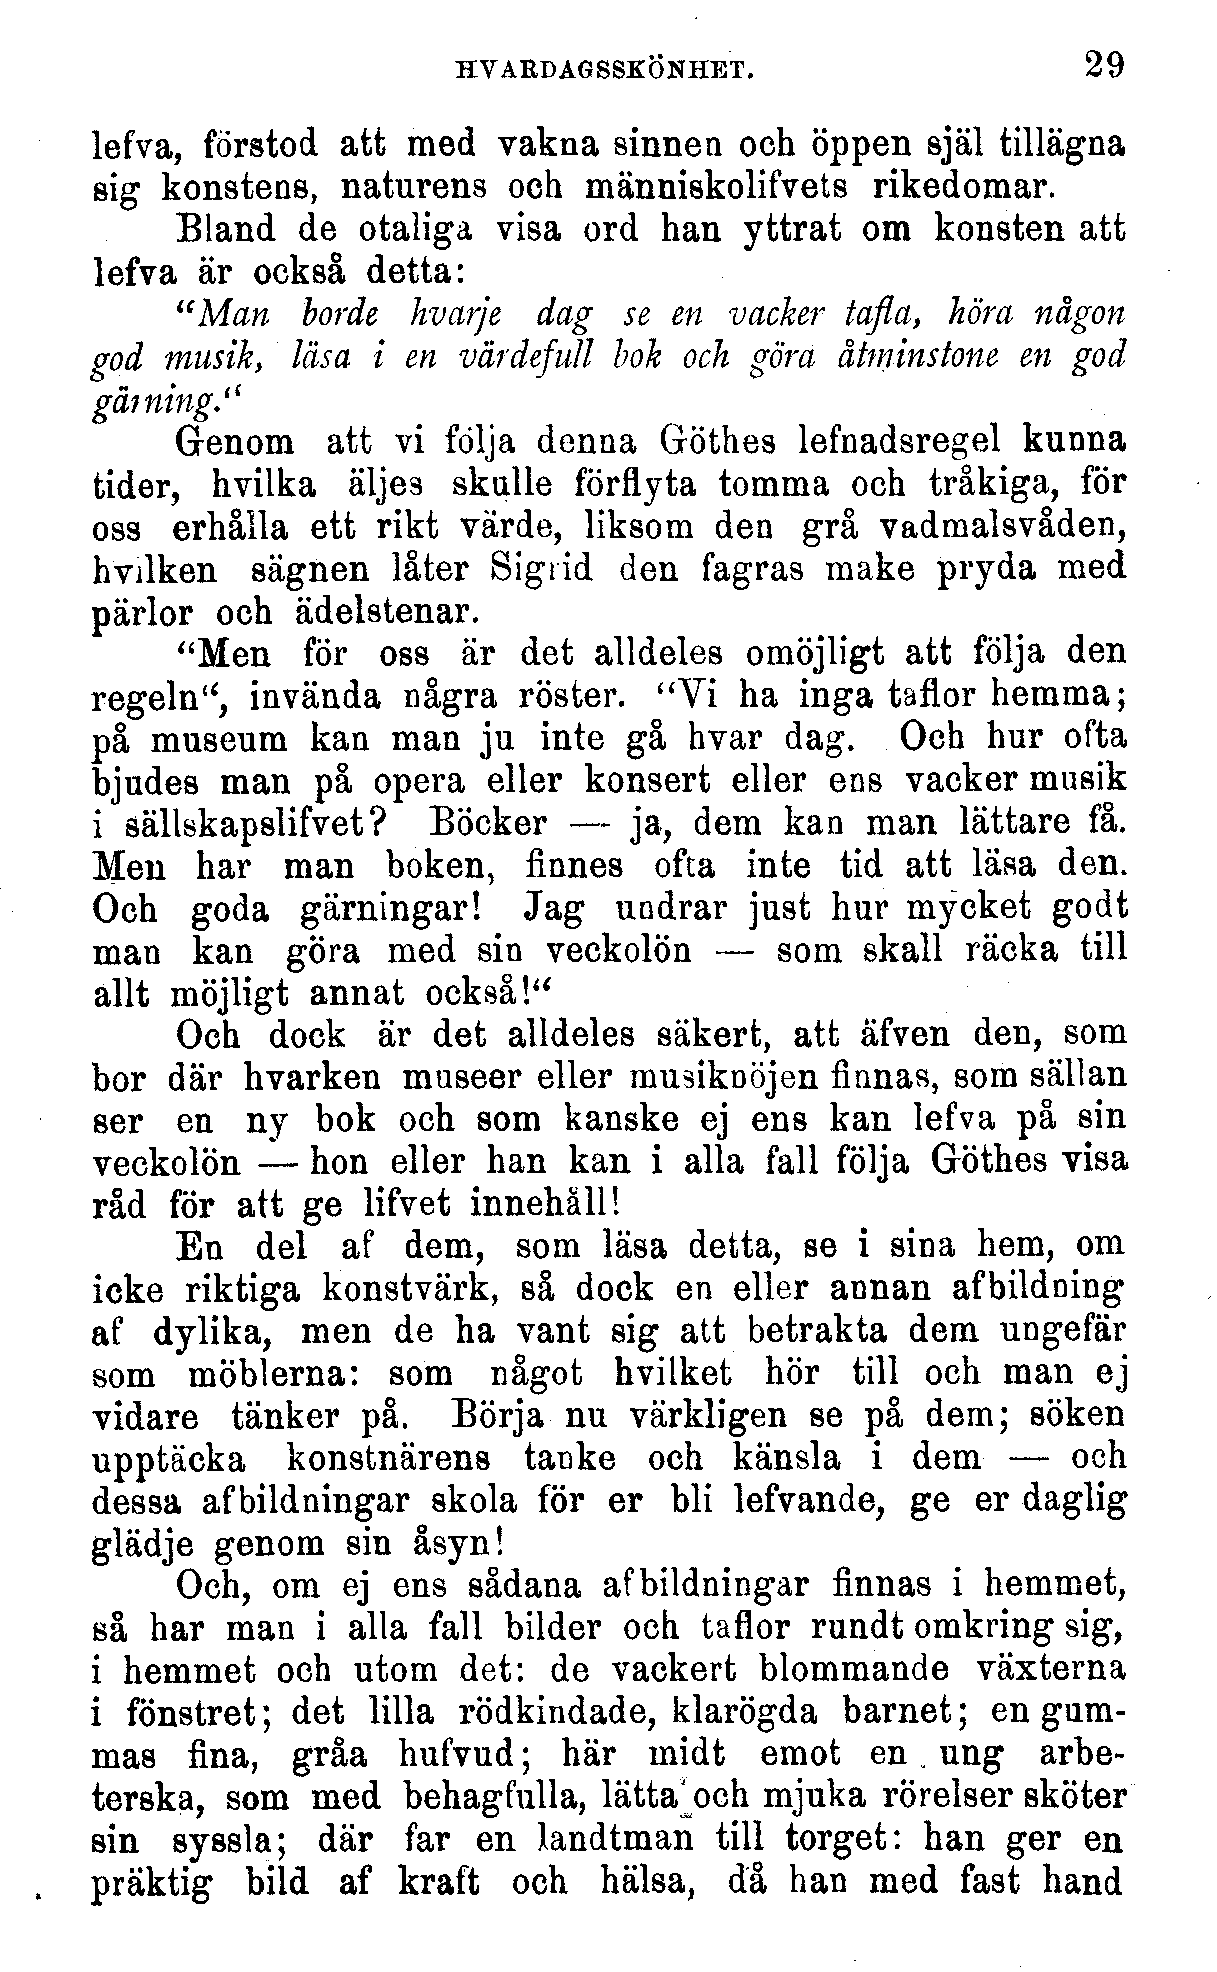 HVARDAGSSKÖNHET. 29
lefva, förstod att med vakna sinnen och öppen själ tillägna
sig konstens, naturens och människolifvets rikedomar.
Bland de otaliga visa ord han yttrat om konsten att
lefva är också detta:
“Man borde hvarje dag se en vacker tafla, höra någon
god musik, läsa i en värdefull bok och göra åtminstone en god
gärning.“
Genom att vi följa denna Göthes lefnadsregel kunna
tider, hvilka äljes skulle förflyta tomma och tråkiga, för
oss erhålla ett rikt värde, liksom den grå vadmalsvåden,
hvilken sägnen låter Sigrid den fagras make pryda med
pärlor och ädelstenar.
“Men för oss är det alldeles omöjligt att följa den
regeln“, invända några röster. “Vi ha inga taflor hemma;
på museum kan man ju inte gå hvar dag. Och hur ofta
bjudes man på opera eller konsert eller ens vacker musik
i sällskapslifvet? Böcker — ja, dem kan man lättare få.
Men har man boken, finnes ofta inte tid att läsa den.
Och goda gärningar! Jag undrar just hur mycket godt
man kan göra med sin veckolön — som skall räcka till
allt möjligt annat också!“
Och dock är det alldeles säkert, att äfven den, som
bor där hvarken museer eller musiknöjen finnas, som sällan
ser en ny bok och som kanske ej ens kan lefva på sin
veckolön — hon eller han kan i alla fall följa Göthes visa
råd för att ge lifvet innehåll!
En del af dem, som läsa detta, se i sina hem, om
icke riktiga konstvärk, så dock en eller annan afbildning
af dylika, men de ha vant sig att betrakta dem ungefär
som möblerna: som något hvilket hör till och man ej
vidare tänker på. Börja nu värkligen se på dem; söken
upptäcka konstnärens tanke och känsla i dem — och
dessa afbildningar skola för er bli lefvande, ge er daglig
glädje genom sin åsyn!
Och, om ej ens sådana afbildningar finnas i hemmet,
så har man i alla fall bilder och taflor rundt omkring sig,
i hemmet och utom det: de vackert blommande växterna
i fönstret; det lilla rödkindade, klarögda barnet; en gum-
mas fina, gråa hufvud; här midt emot en ung arbe-
terska, som med behagfulla, lätta och mjuka rörelser sköter
sin syssla; där far en landtman till torget: han ger en
präktig bild af kraft och hälsa, då han med fast hand